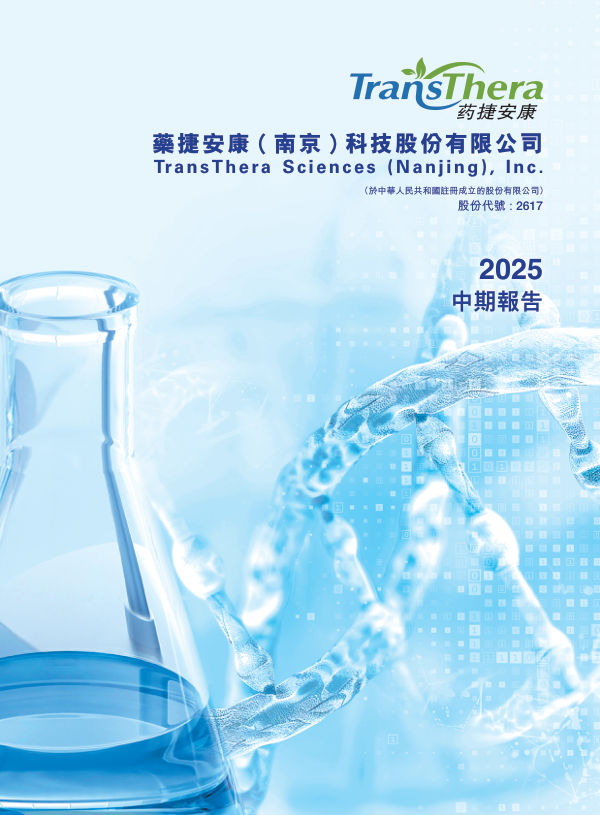 TransThera
药捷安康
藥捷安康（南京）科技股份有限公司
TransThera Sciences (Nanjing), Inc.
（於中華人民共和國註冊成立的股份有限公司）
股份代號 : 2617
2025
中期報告